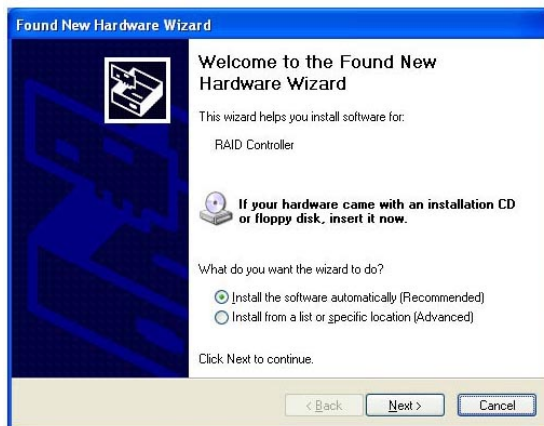 Found New Hardware Wizard
Welcome to the Found New
Hardware Wizard
This wizard helps you install software for:
RAID Controller
If your hardware came with an installation CD
or floppy disk, insert it now.
What do you want the wizard to do?
Install the software automatically (Recommended)
Install from a list or specific location (Advanced)
Click Next to continue.
< Back
Next >
Cancel